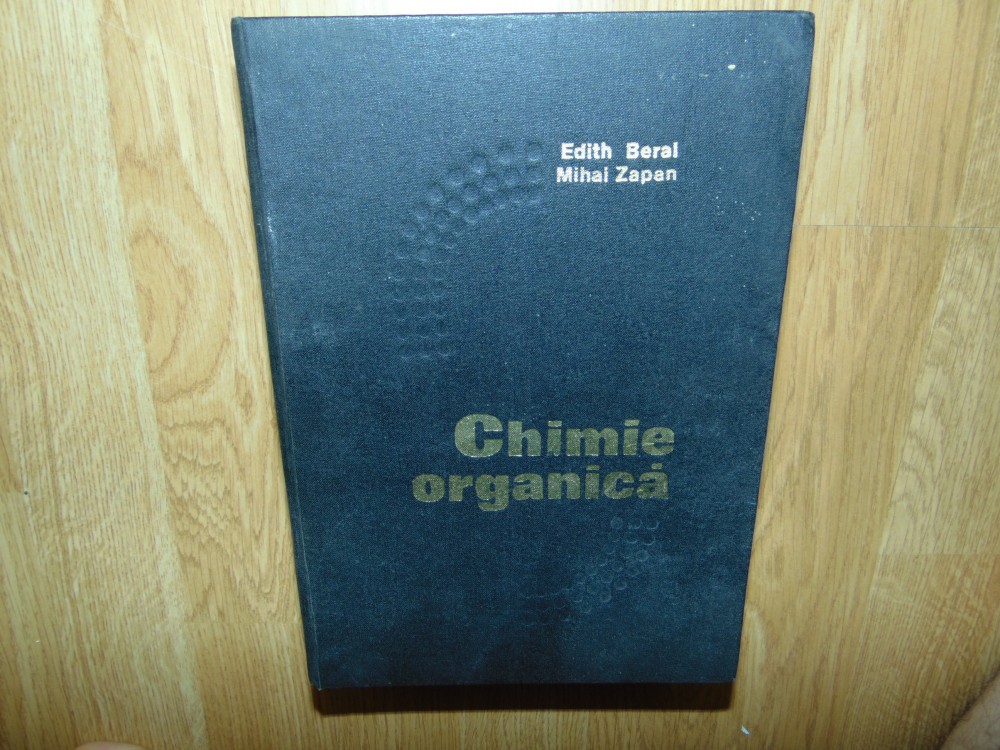 Edith Beral
Mihai Zapan
Chimie
organică